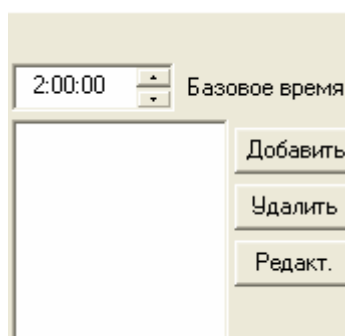 2:00:00 Базовое время
Добавить
Удалить
Редакт.